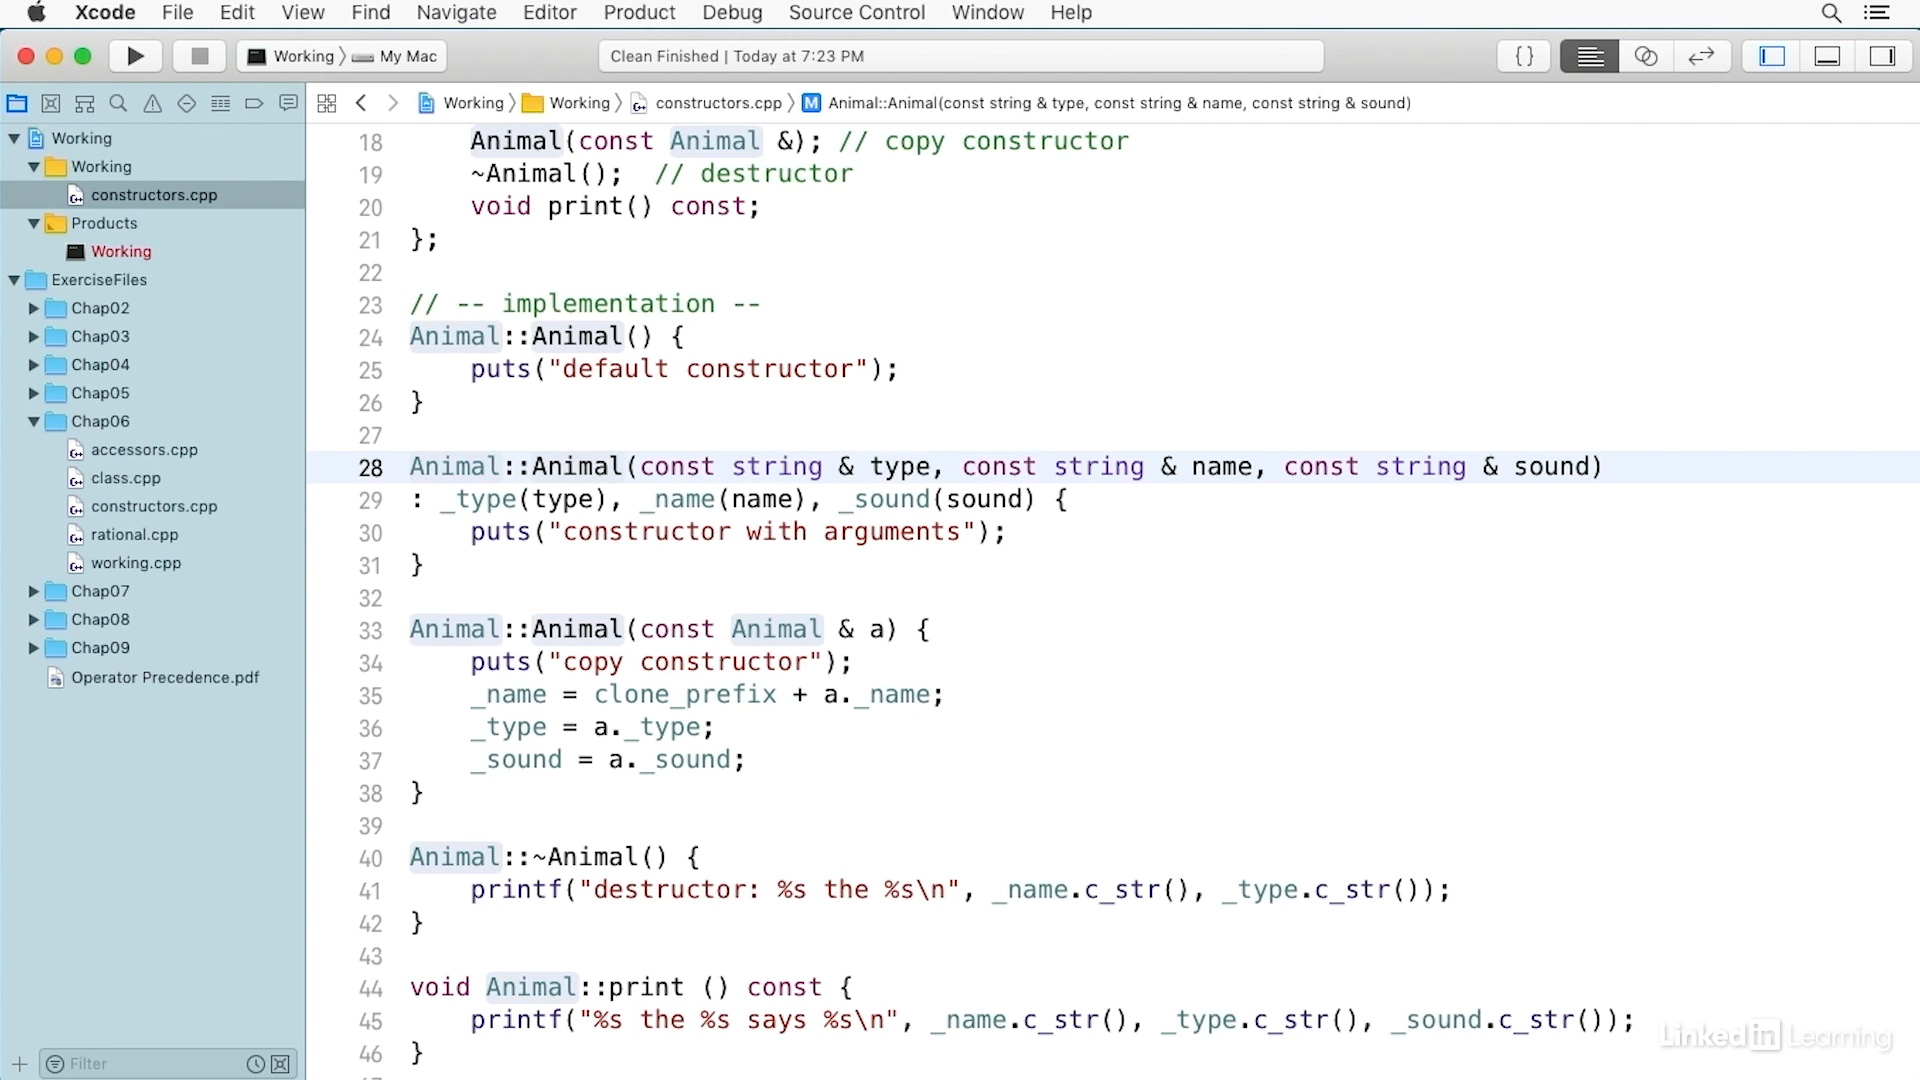 Xcode File Edit View Find Navigate Editor Product Debug Source Control Window Help
Working My Mac
Clean Finished | Today at 7:23 PM
{}
Working Working constructors.cpp M Animal::Animal(const string & type, const string & name, const string & sound)
Working
Working
constructors.cpp
Products
Working
ExerciseFiles
Chap02
Chap03
Chap04
Chap05
Chap06
accessors.cpp
class.cpp
constructors.cpp
rational.cpp
working.cpp
Chap07
Chap08
Chap09
Operator Precedence.pdf
Filter
18 Animal(const Animal &); // copy constructor
19 ~Animal(); // destructor
20 void print() const;
21 };
22
23 // -- implementation --
24 Animal::Animal() {
25 puts("default constructor");
26 }
27
28 Animal::Animal(const string & type, const string & name, const string & sound)
29 : _type(type), _name(name), _sound(sound) {
30 puts("constructor with arguments");
31 }
32
33 Animal::Animal(const Animal & a) {
34 puts("copy constructor");
35 _name = clone_prefix + a._name;
36 _type = a._type;
37 _sound = a._sound;
38 }
39
40 Animal::~Animal() {
41 printf("destructor: %s the %s\n", _name.c_str(), _type.c_str());
42 }
43
44 void Animal::print () const {
45 printf("%s the %s says %s\n", _name.c_str(), _type.c_str(), _sound.c_str());
46 }
LinkedIn Learning